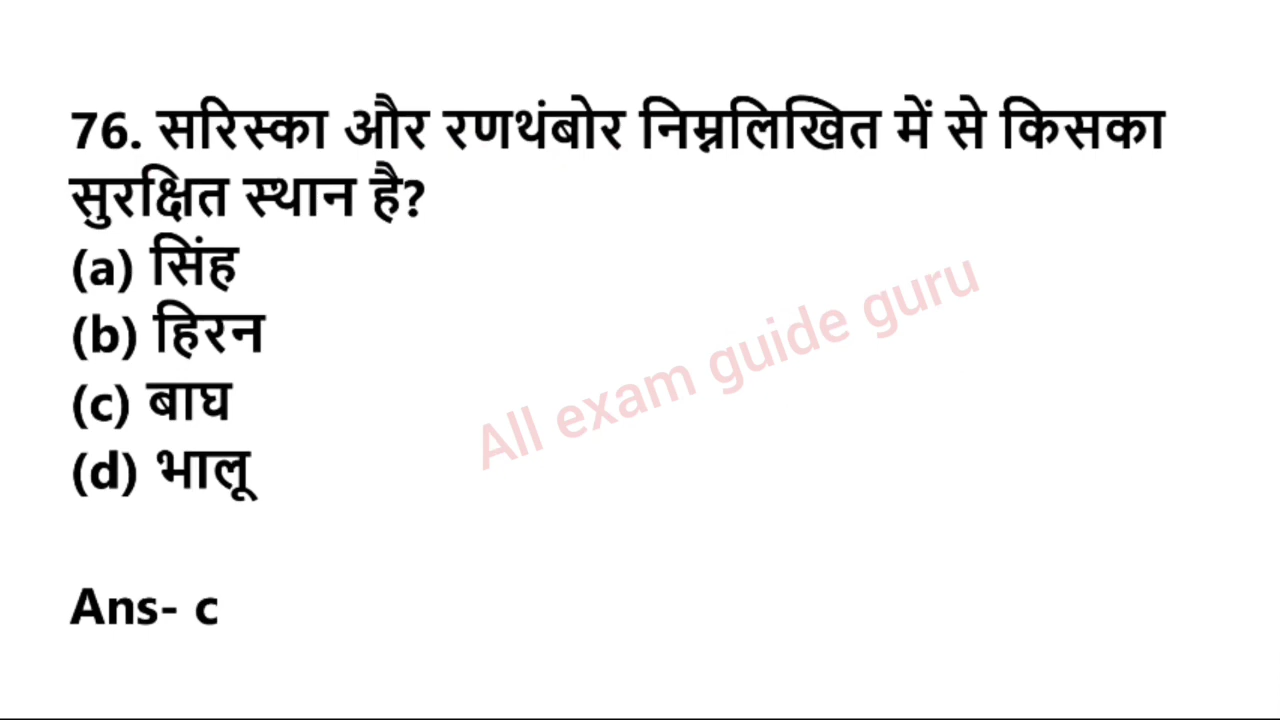 76. सरिस्का और रणथंबोर निम्नलिखित में से किसका
सुरक्षित स्थान है?
(a) सिंह
(b) हिरन
(c) बाघ
(d) भालू
All exam guide guru
Ans- c